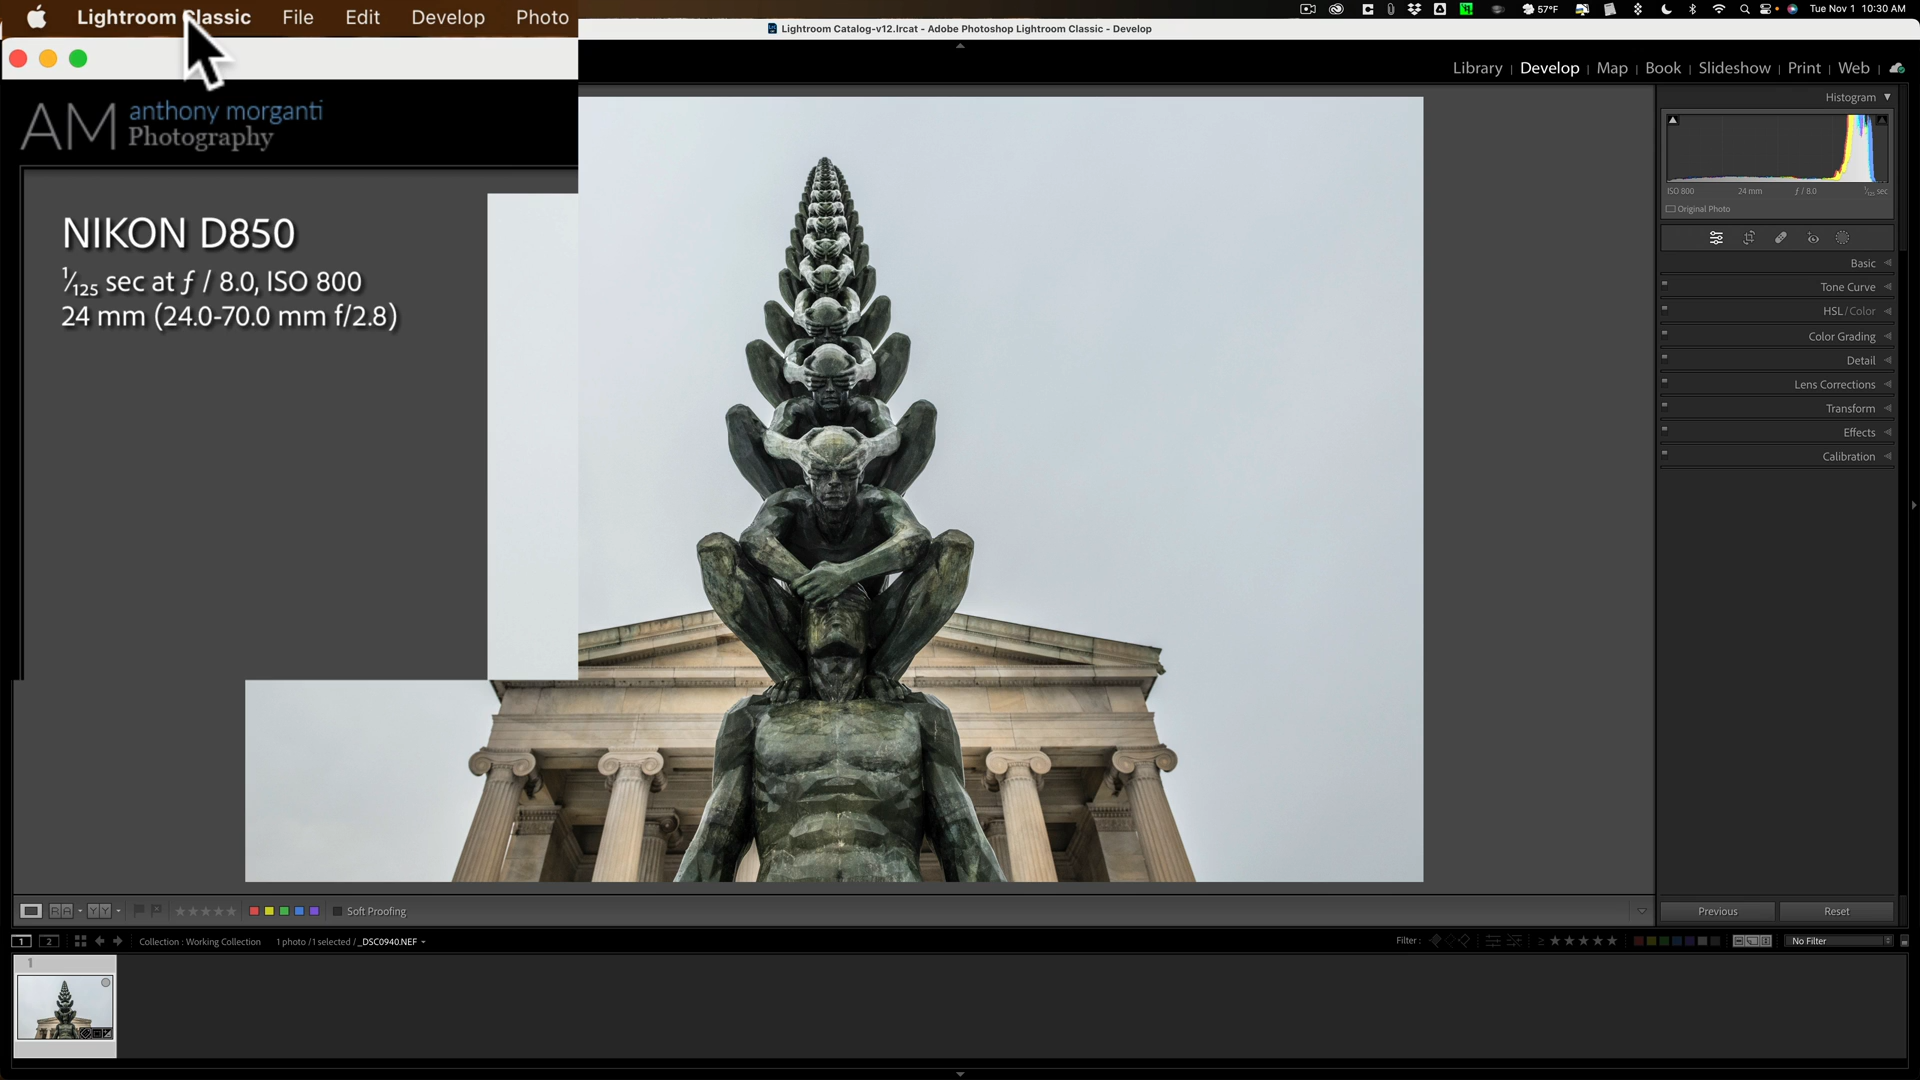 Lightroom Classic File Edit Develop Photo
57°F Tue Nov 1 10:30 AM
Lightroom Catalog-v12.lrcat - Adobe Photoshop Lightroom Classic - Develop
AM anthony morganti
Photography
Library | Develop | Map | Book | Slideshow | Print | Web |
Histogram
NIKON D850
1/125 sec at ƒ / 8.0, ISO 800
24 mm (24.0-70.0 mm f/2.8)
ISO 800 24 mm ƒ / 8.0 1/125 sec
Original Photo
Basic
Tone Curve
HSL / Color
Color Grading
Detail
Lens Corrections
Transform
Effects
Calibration
Soft Proofing
Previous Reset
1 2 Collection : Working Collection 1 photo / 1 selected / _DSC0940.NEF
Filter : No Filter
1